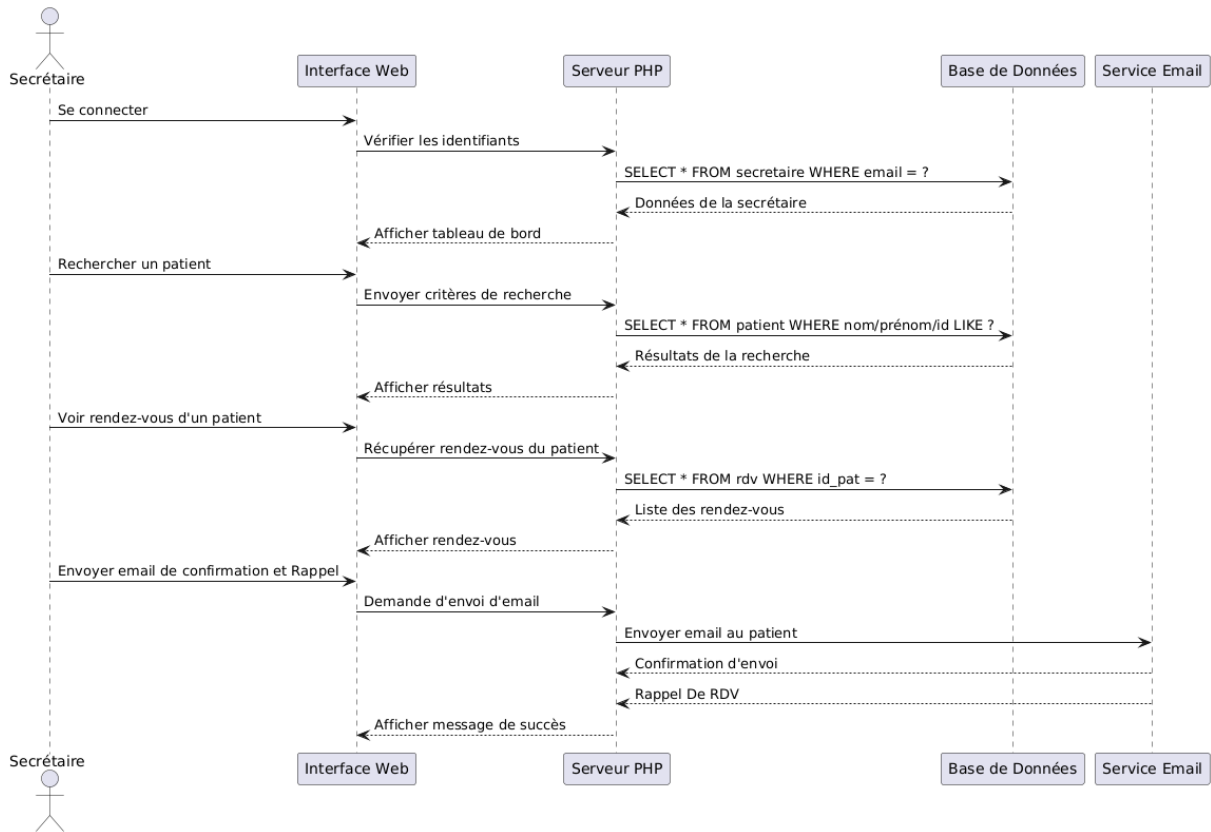 Secrétaire
Interface Web
Serveur PHP
Base de Données
Service Email
Se connecter
Vérifier les identifiants
SELECT * FROM secretaire WHERE email = ?
Données de la secrétaire
Afficher tableau de bord
Rechercher un patient
Envoyer critères de recherche
SELECT * FROM patient WHERE nom/prénom/id LIKE ?
Résultats de la recherche
Afficher résultats
Voir rendez-vous d'un patient
Récupérer rendez-vous du patient
SELECT * FROM rdv WHERE id_pat = ?
Liste des rendez-vous
Afficher rendez-vous
Envoyer email de confirmation et Rappel
Demande d'envoi d'email
Envoyer email au patient
Confirmation d'envoi
Rappel De RDV
Afficher message de succès
Secrétaire
Interface Web
Serveur PHP
Base de Données
Service Email